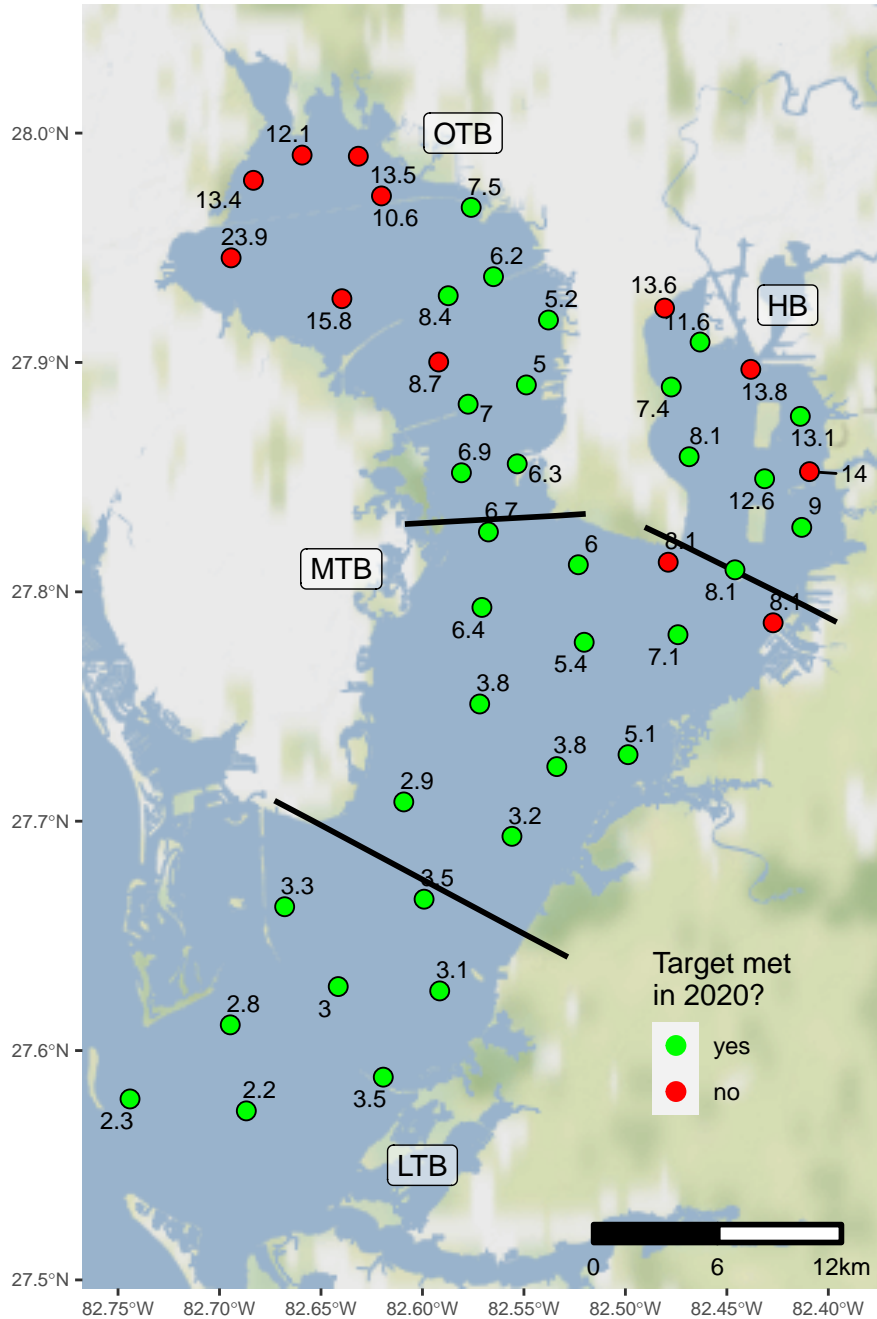 28.0°N
27.9°N
27.8°N
27.7°N
27.6°N
27.5°N
OTB
12.1
13.5
13.4
10.6
7.5
23.9
6.2
15.8
8.4
5.2
13.6
HB
11.6
8.7
5
13.8
7
7.4
13.1
6.9
6.3
8.1
14
12.6
9
6.7
MTB
6
8.1
8.1
8.1
6.4
5.4
7.1
3.8
3.8
5.1
2.9
3.2
3.3
3.5
3
3.1
2.8
2.3
2.2
3.5
LTB
Target met
in 2020?
yes
no
0 6 12km
82.75°W 82.70°W 82.65°W 82.60°W 82.55°W 82.50°W 82.45°W 82.40°W